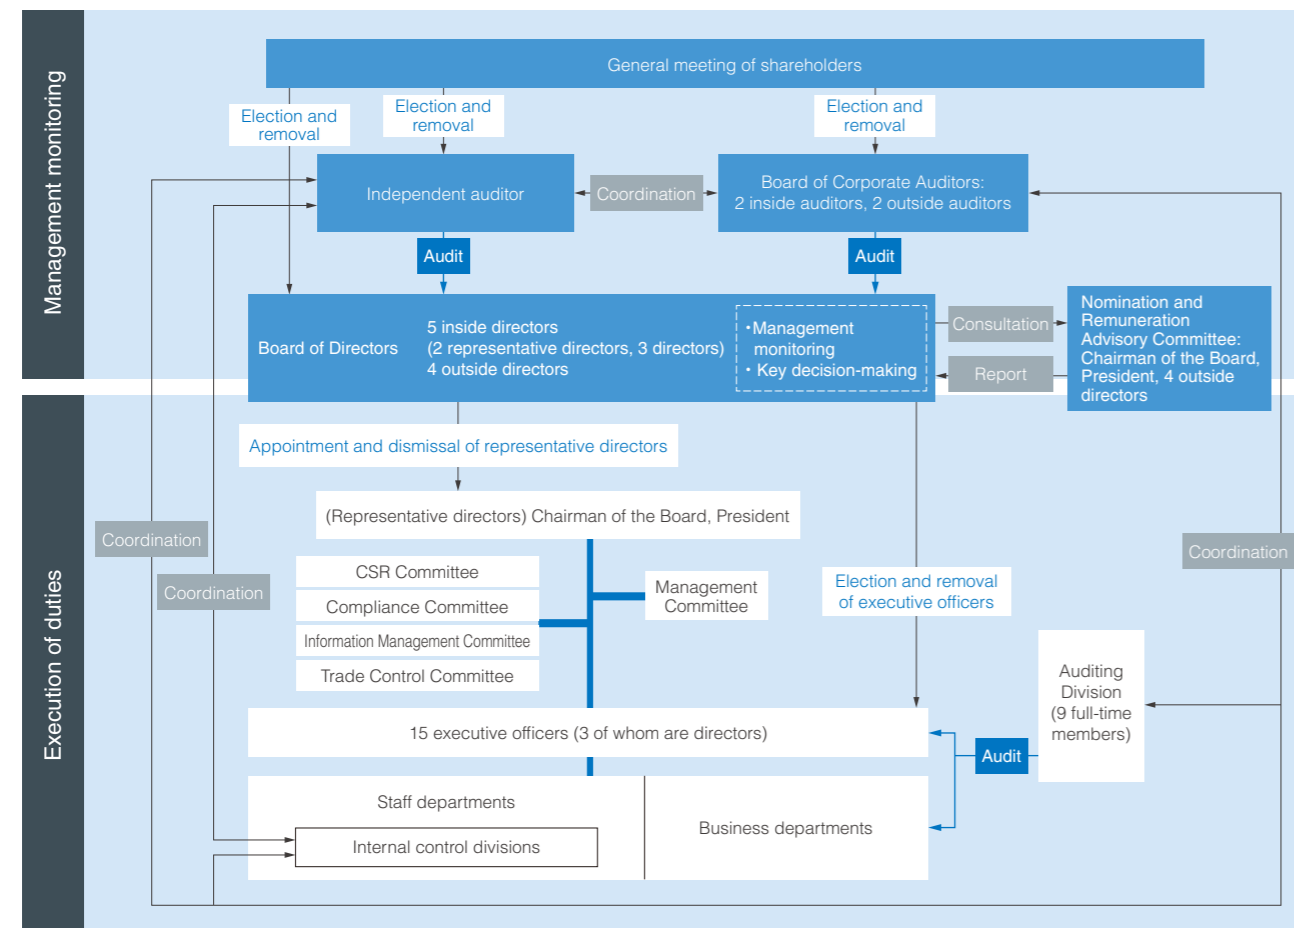 Management monitoring
General meeting of shareholders
Election and
removal
Election and
removal
Election and
removal
Independent auditor
Coordination
Board of Corporate Auditors:
2 inside auditors, 2 outside auditors
Audit
Audit
Board of Directors
5 inside directors
(2 representative directors, 3 directors)
4 outside directors
・Management
monitoring
・Key decision-making
Consultation
Report
Nomination and
Remuneration
Advisory Committee:
Chairman of the Board,
President, 4 outside
directors
Execution of duties
Appointment and dismissal of representative directors
(Representative directors) Chairman of the Board, President
Coordination
Coordination
Coordination
CSR Committee
Compliance Committee
Information Management Committee
Trade Control Committee
Management
Committee
Election and removal
of executive officers
Auditing
Division
(9 full-time
members)
15 executive officers (3 of whom are directors)
Audit
Staff departments
Internal control divisions
Business departments